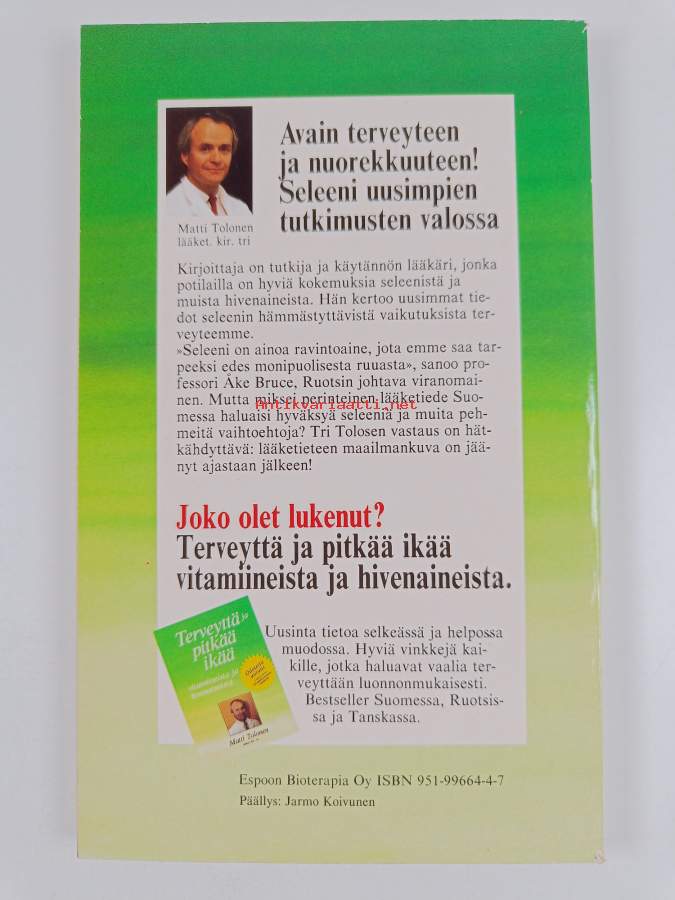 Matti Tolonen
lääket. kir. tri
Avain terveyteen
ja nuorekkuuteen!
Seleeni uusimpien
tutkimusten valossa
Kirjoittaja on tutkija ja käytännön lääkäri, jonka
potilailla on hyviä kokemuksia seleenistä ja
muista hivenaineista. Hän kertoo uusimmat tie-
dot seleenin hämmästyttävistä vaikutuksista ter-
veyteemme.
»Seleeni on ainoa ravintoaine, jota emme saa tar-
peeksi edes monipuolisesta ruuasta», sanoo pro-
fessori Åke Bruce, Ruotsin johtava viranomai-
nen. Mutta miksei perinteinen lääketiede Suo-
Antikvariaatti.net
messa haluaisi hyväksyä seleeniä ja muita peh-
meitä vaihtoehtoja? Tri Tolosen vastaus on hät-
kähdyttävä: lääketieteen maailmankuva on jää-
nyt ajastaan jälkeen!
Joko olet lukenut?
Terveyttä ja pitkää ikää
vitamiineista ja hivenaineista.
Terveyttä ja
pitkää
ikää
vitamiineista ja
hivenaineista
Matti Tolonen
Uusinta tietoa selkeässä ja helpossa
muodossa. Hyviä vinkkejä kai-
kille, jotka haluavat vaalia ter-
veyttään luonnonmukaisesti.
Bestseller Suomessa, Ruotsis-
sa ja Tanskassa.
Espoon Bioterapia Oy ISBN 951-99664-4-7
Päällys: Jarmo Koivunen